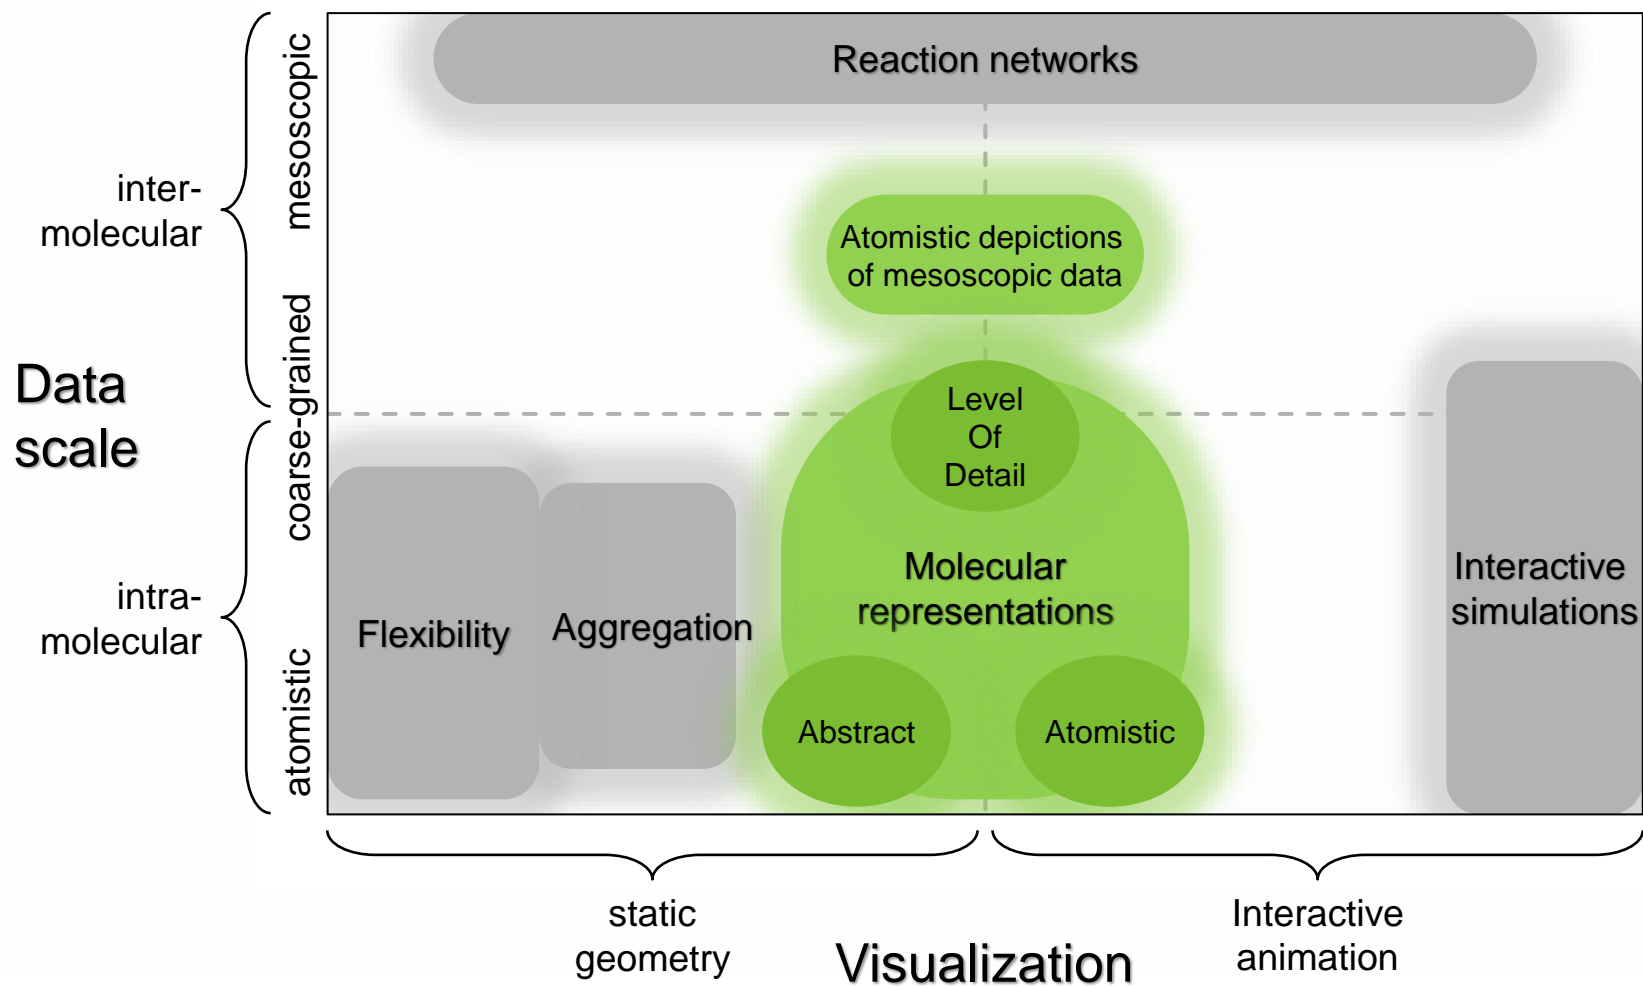 Reaction networks
mesoscopic
inter-
molecular
Atomistic depictions
of mesoscopic data
coarse-grained
Data
scale
Level
Of
Detail
Molecular
representations
Interactive
simulations
intra-
molecular
Flexibility
Aggregation
atomistic
Abstract
Atomistic
static
geometry
Interactive
animation
Visualization